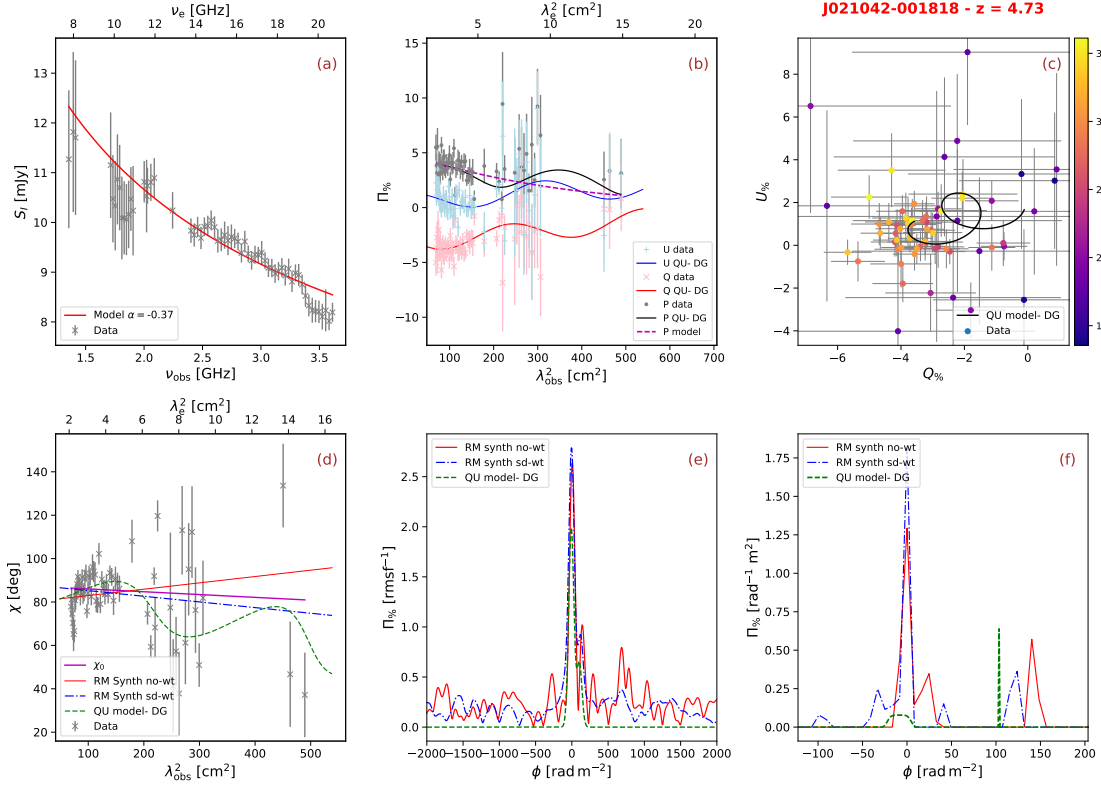 J021042-001818 - z = 4.73
ν_e [GHz]
8 10 12 14 16 18 20
(a)
S_I [mJy]
13
12
11
10
9
8
Model α = -0.37
Data
1.5 2.0 2.5 3.0 3.5
ν_obs [GHz]
λ_e^2 [cm^2]
5 10 15 20
(b)
Π_%
15
10
5
0
−5
−10
U data
U QU- DG
Q data
Q QU- DG
P data
P QU- DG
P model
100 200 300 400 500 600 700
λ_obs^2 [cm^2]
(c)
U_%
8
6
4
2
0
−2
−4
QU model- DG
Data
−6 −4 −2 0
Q_%
3
3
2
2
1
1
λ_e^2 [cm^2]
2 4 6 8 10 12 14 16
(d)
χ [deg]
140
120
100
80
60
40
20
χ_0
RM Synth no-wt
RM Synth sd-wt
QU model- DG
Data
100 200 300 400 500
λ_obs^2 [cm^2]
RM synth no-wt
RM synth sd-wt
QU model- DG
(e)
Π_% [rmsf^−1]
2.5
2.0
1.5
1.0
0.5
0.0
−2000 −1500 −1000 −500 0 500 1000 1500 2000
ϕ [rad m^−2]
RM synth no-wt
RM synth sd-wt
QU model- DG
(f)
Π_% [rad^−1 m^2]
1.75
1.50
1.25
1.00
0.75
0.50
0.25
0.00
−100 −50 0 50 100 150 200
ϕ [rad m^−2]